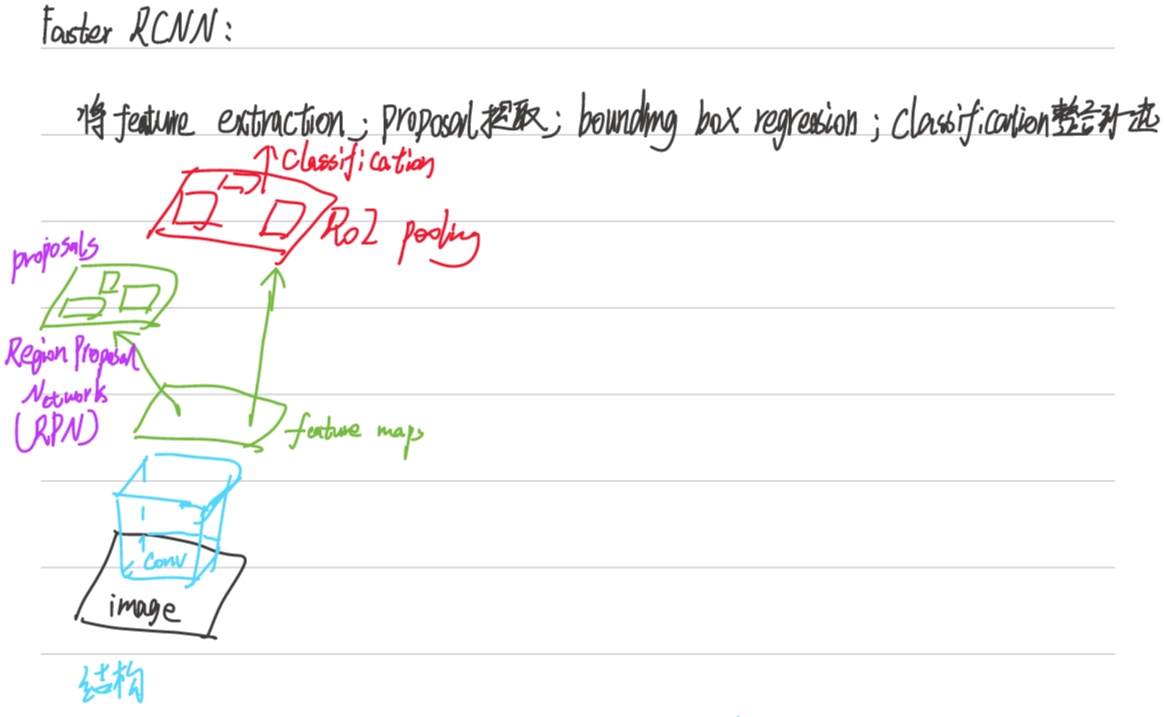 Faster RCNN:
将feature extraction; proposal提取; bounding box regression; classification整合到一起
classification
RoI pooling
proposals
Region Proposal
Network
(RPN)
feature maps
conv
image
结构